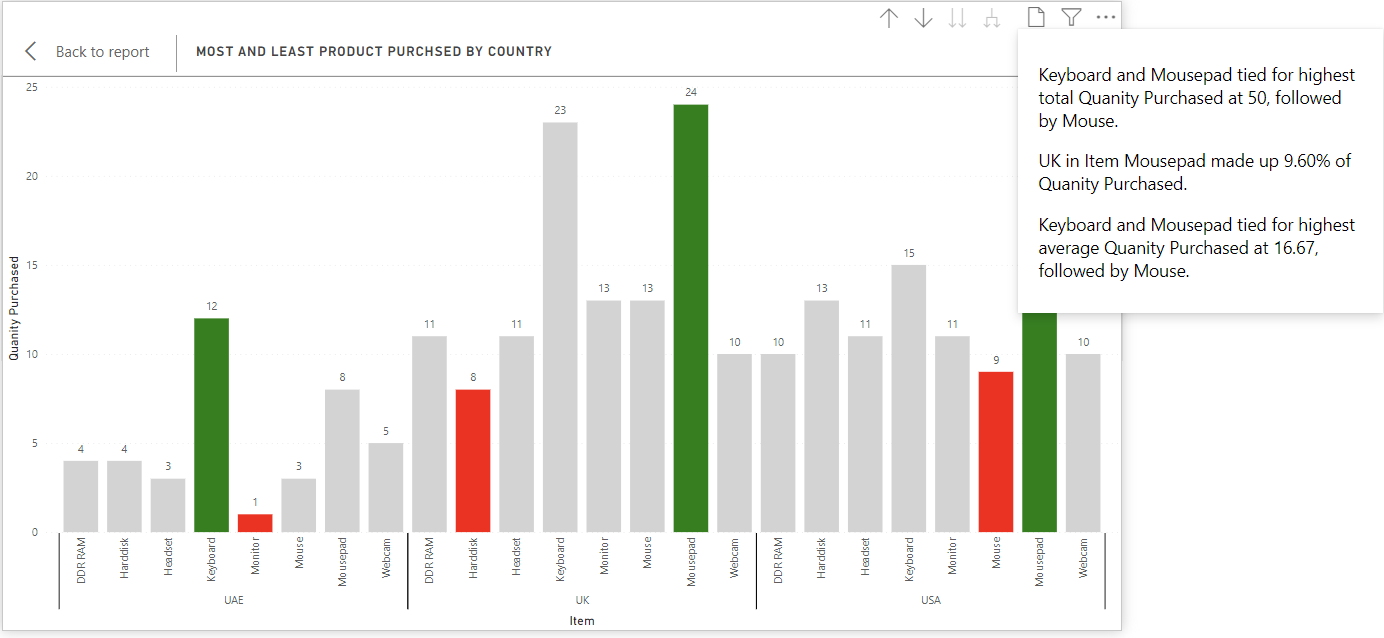 Back to report
MOST AND LEAST PRODUCT PURCHSED BY COUNTRY
Keyboard and Mousepad tied for highest
total Quanity Purchased at 50, followed
by Mouse.
UK in Item Mousepad made up 9.60% of
Quanity Purchased.
Keyboard and Mousepad tied for highest
average Quanity Purchased at 16.67,
followed by Mouse.
Quanity Purchased
25
20
15
10
5
0
4
4
3
12
1
3
8
5
11
8
11
23
13
13
24
10
10
13
11
15
11
9
10
DDR RAM
Harddisk
Headset
Keyboard
Monitor
Mouse
Mousepad
Webcam
DDR RAM
Harddisk
Headset
Keyboard
Monitor
Mouse
Mousepad
Webcam
DDR RAM
Harddisk
Headset
Keyboard
Monitor
Mouse
Mousepad
Webcam
UAE
UK
USA
Item